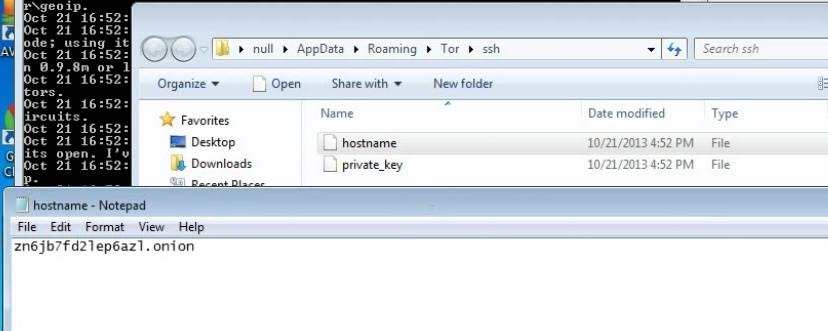 r\geoip.
Oct 21 16:52:
Oct 21 16:52:
ode; using it
Oct 21 16:52:
n 0.9.8m or l
Oct 21 16:52:
tors.
Oct 21 16:52:
ircuits.
Oct 21 16:52:
Oct 21 16:52:
its open. I'v
Oct 21 16:52:
p.
AV
null AppData Roaming Tor ssh
Search ssh
Organize Open Share with New folder
Name Date modified Type
Favorites
Desktop
Downloads
Recent Places
hostname 10/21/2013 4:52 PM File
private_key 10/21/2013 4:52 PM File
hostname - Notepad
File Edit Format View Help
zn6jb7fd2lep6azl.onion